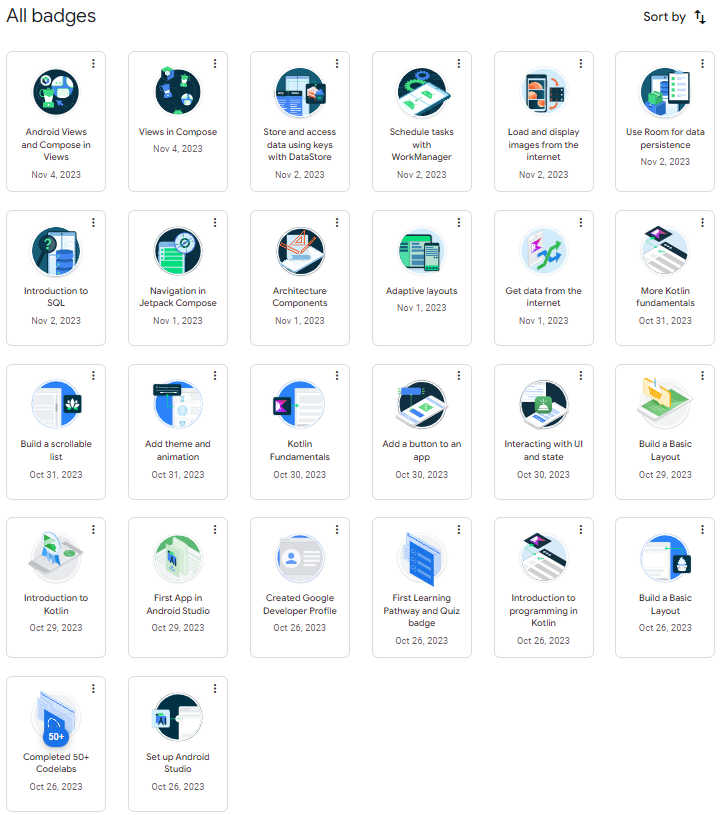 All badges
Sort by
Android Views
and Compose in
Views
Nov 4, 2023
Views in Compose
Nov 4, 2023
Store and access
data using keys
with DataStore
Nov 2, 2023
Schedule tasks
with
WorkManager
Nov 2, 2023
Load and display
images from the
internet
Nov 2, 2023
Use Room for data
persistence
Nov 2, 2023
Introduction to
SQL
Nov 2, 2023
Navigation in
Jetpack Compose
Nov 1, 2023
Architecture
Components
Nov 1, 2023
Adaptive layouts
Nov 1, 2023
Get data from the
internet
Nov 1, 2023
More Kotlin
fundamentals
Oct 31, 2023
Build a scrollable
list
Oct 31, 2023
Add theme and
animation
Oct 31, 2023
Kotlin
Fundamentals
Oct 30, 2023
Add a button to an
app
Oct 30, 2023
Interacting with UI
and state
Oct 30, 2023
Build a Basic
Layout
Oct 29, 2023
Introduction to
Kotlin
Oct 29, 2023
First App in
Android Studio
Oct 29, 2023
Created Google
Developer Profile
Oct 26, 2023
First Learning
Pathway and Quiz
badge
Oct 26, 2023
Introduction to
programming in
Kotlin
Oct 26, 2023
Build a Basic
Layout
Oct 26, 2023
50+
Completed 50+
Codelabs
Oct 26, 2023
Set up Android
Studio
Oct 26, 2023